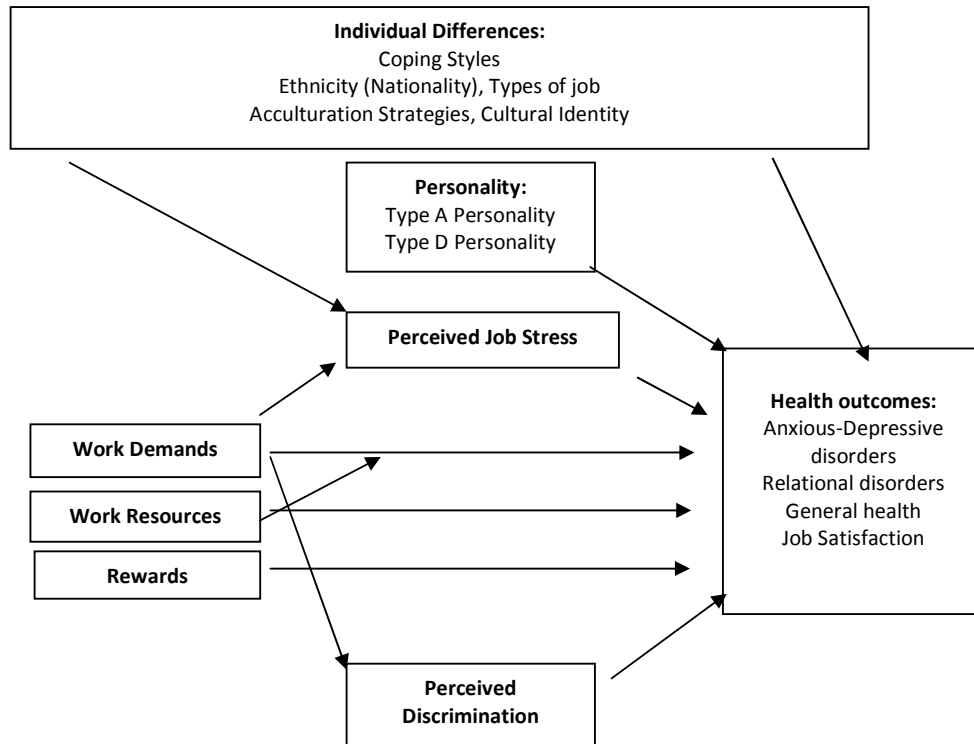 Individual Differences:
Coping Styles
Ethnicity (Nationality), Types of job
Acculturation Strategies, Cultural Identity
Personality:
Type A Personality
Type D Personality
Perceived Job Stress
Work Demands
Work Resources
Rewards
Health outcomes:
Anxious-Depressive
disorders
Relational disorders
General health
Job Satisfaction
Perceived
Discrimination